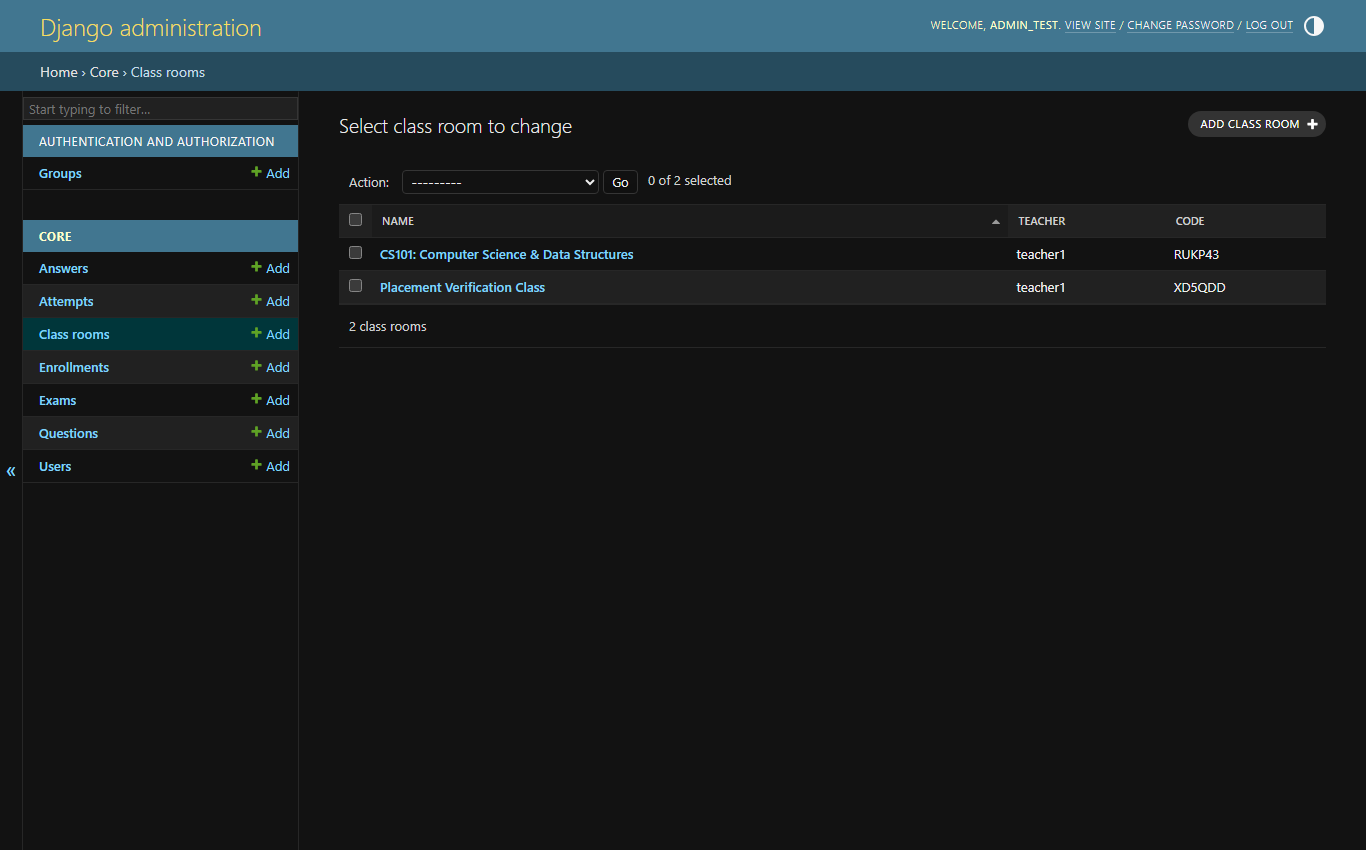 Django administration
WELCOME, ADMIN_TEST. VIEW SITE / CHANGE PASSWORD / LOG OUT
Home › Core › Class rooms
Start typing to filter...
AUTHENTICATION AND AUTHORIZATION
Groups + Add
CORE
Answers + Add
Attempts + Add
Class rooms + Add
Enrollments + Add
Exams + Add
Questions + Add
Users + Add
«
Select class room to change
ADD CLASS ROOM +
Action: --------- Go 0 of 2 selected
NAME TEACHER CODE
CS101: Computer Science & Data Structures teacher1 RUKP43
Placement Verification Class teacher1 XD5QDD
2 class rooms